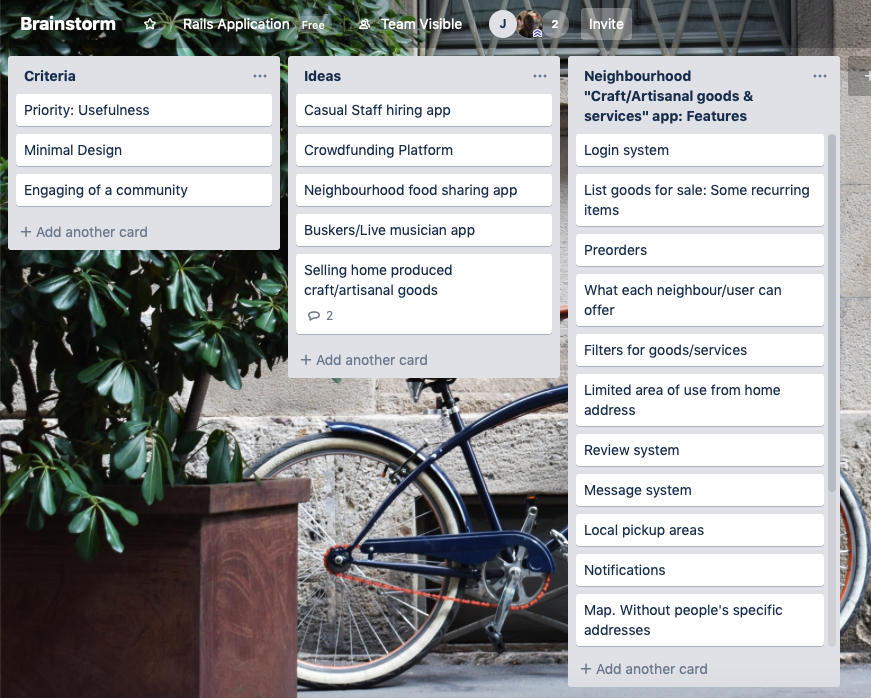 Brainstorm Rails Application Free Team Visible J 2 Invite
Criteria
Priority: Usefulness
Minimal Design
Engaging of a community
+ Add another card
Ideas
Casual Staff hiring app
Crowdfunding Platform
Neighbourhood food sharing app
Buskers/Live musician app
Selling home produced
craft/artisanal goods
2
+ Add another card
Neighbourhood
"Craft/Artisanal goods &
services" app: Features
Login system
List goods for sale: Some recurring
items
Preorders
What each neighbour/user can
offer
Filters for goods/services
Limited area of use from home
address
Review system
Message system
Local pickup areas
Notifications
Map. Without people's specific
addresses
+ Add another card